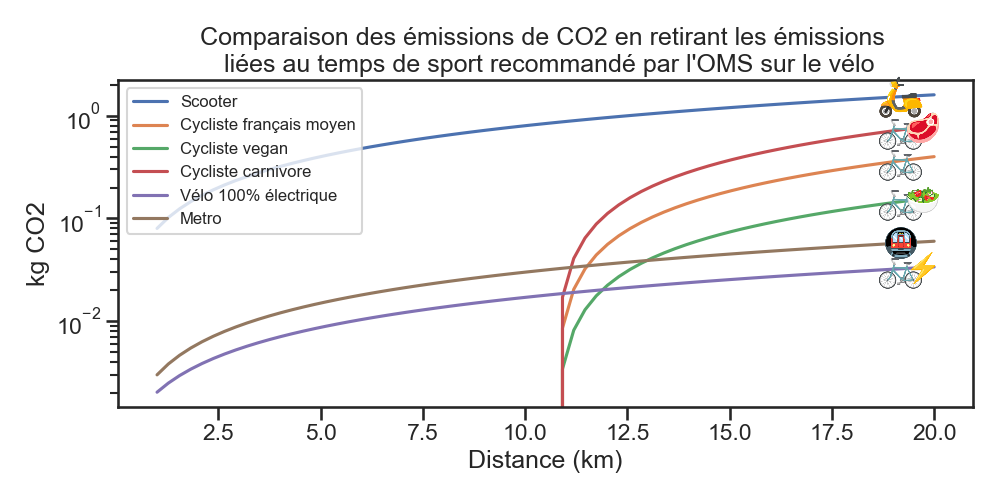 Comparaison des émissions de CO2 en retirant les émissions
liées au temps de sport recommandé par l'OMS sur le vélo
Scooter
Cycliste français moyen
Cycliste vegan
Cycliste carnivore
Vélo 100% électrique
Metro
kg CO2
10⁰
10⁻¹
10⁻²
2.5 5.0 7.5 10.0 12.5 15.0 17.5 20.0
Distance (km)